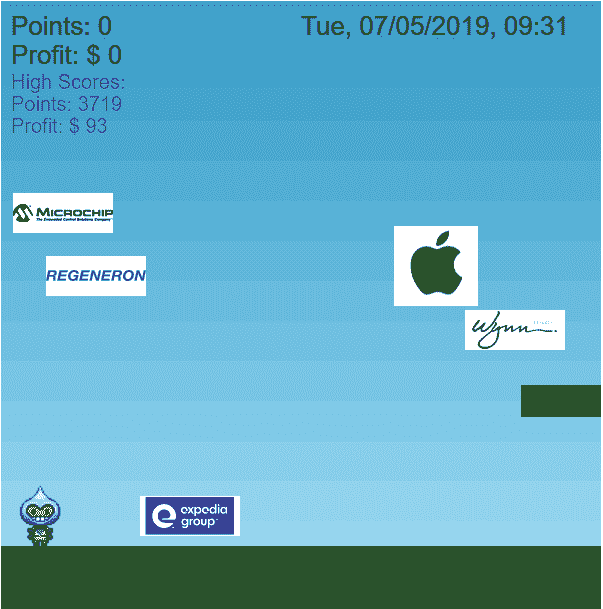 Points: 0
Tue, 07/05/2019, 09:31
Profit: $ 0
High Scores:
Points: 3719
Profit: $ 93
MICROCHIP
The Embedded Control Solutions Company
REGENERON
Wynn
expedia
group